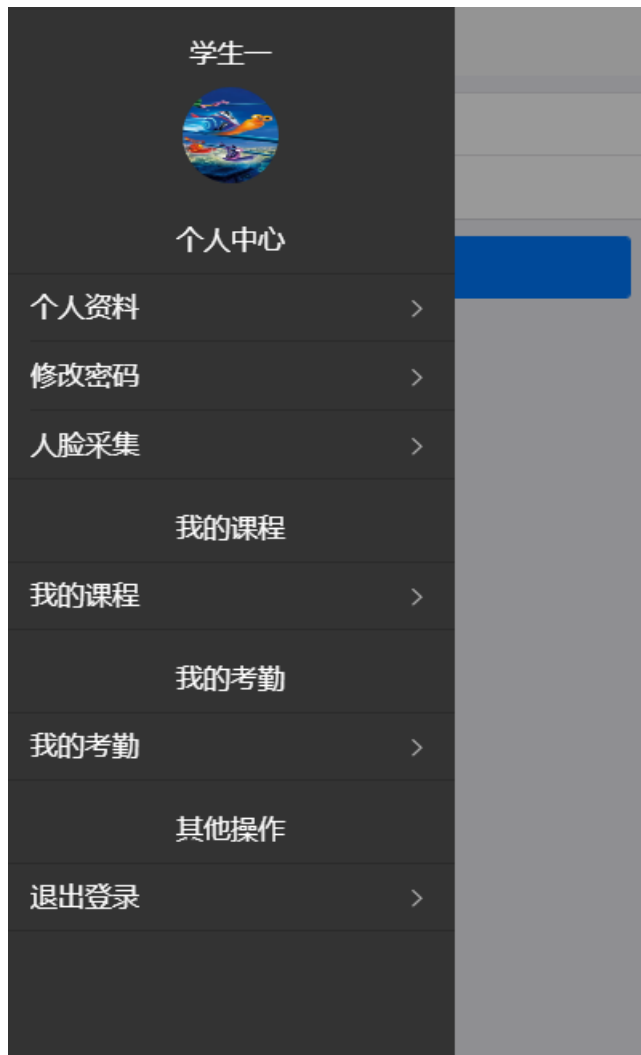 学生一
个人中心
个人资料
修改密码
人脸采集
我的课程
我的课程
我的考勤
我的考勤
其他操作
退出登录